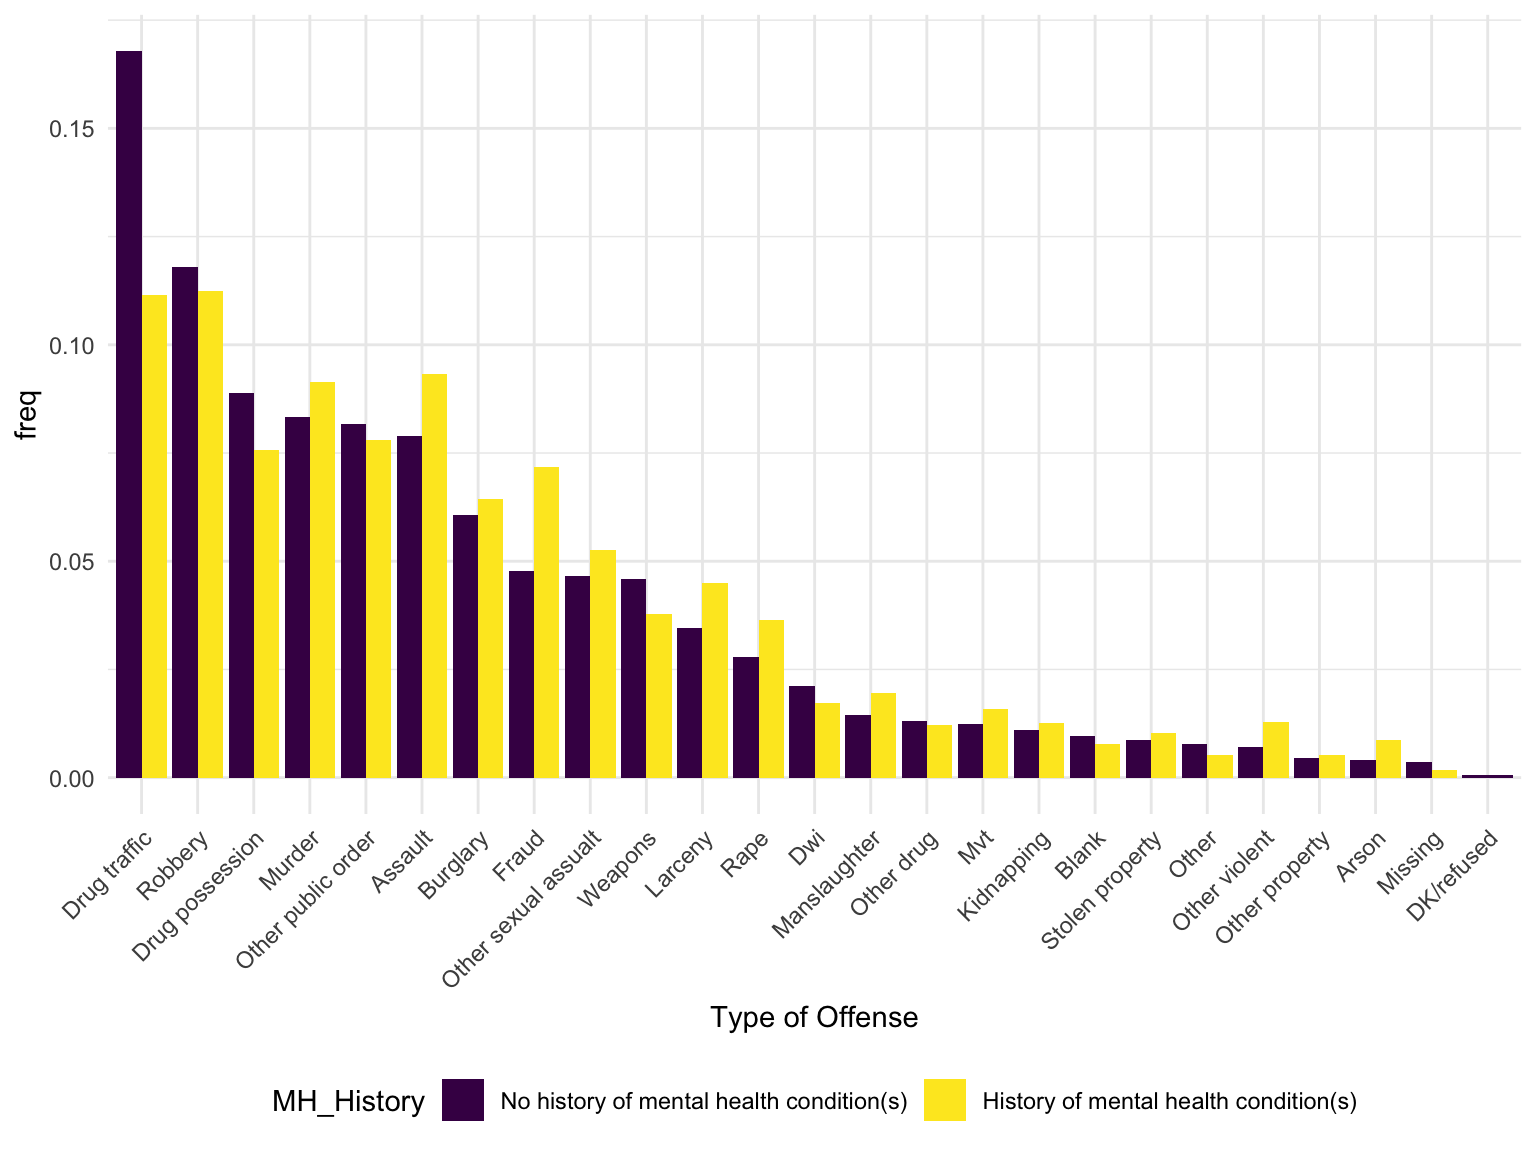 0.15
0.10
0.05
0.00
freq
Drug traffic
Robbery
Drug possession
Murder
Other public order
Assault
Burglary
Fraud
Other sexual assualt
Weapons
Larceny
Rape
Dwi
Manslaughter
Other drug
Mvt
Kidnapping
Blank
Stolen property
Other
Other violent
Other property
Arson
Missing
DK/refused
Type of Offense
MH_History No history of mental health condition(s) History of mental health condition(s)